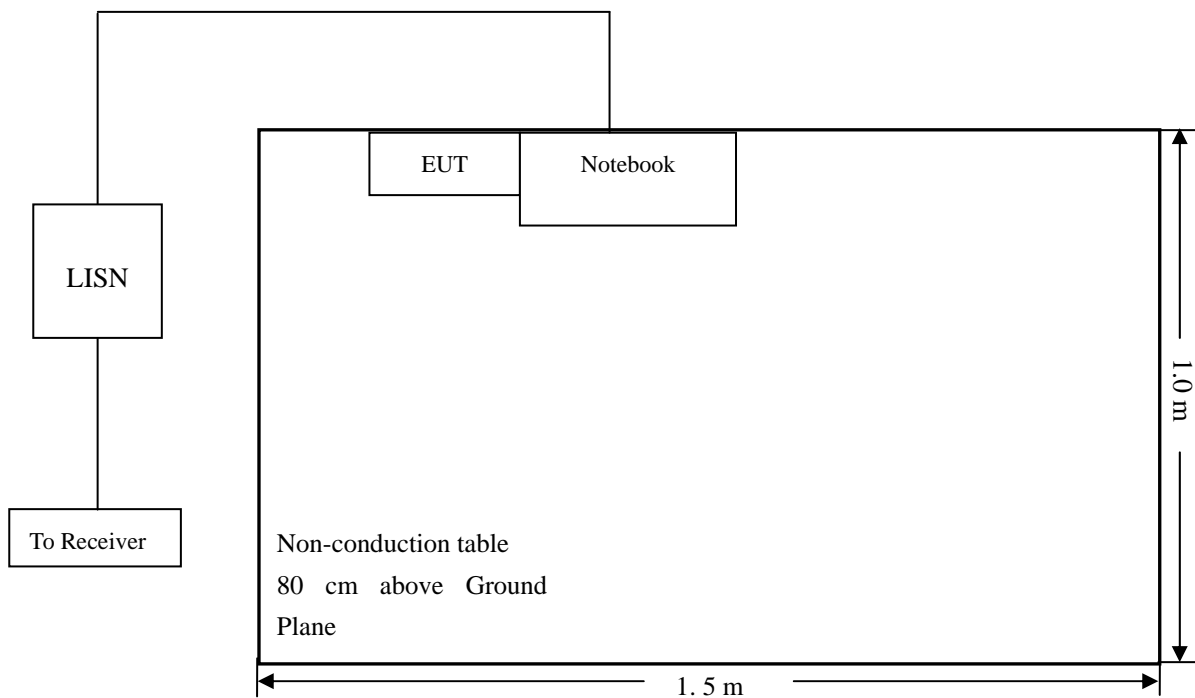 EUT
Notebook
LISN
1.0 m
To Receiver
Non-conduction table
80 cm above Ground
Plane
1. 5 m